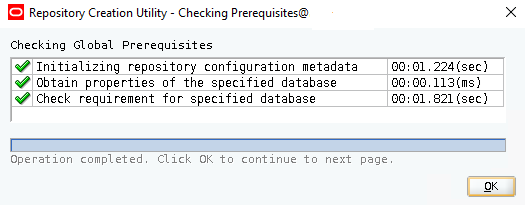 Repository Creation Utility - Checking Prerequisites@
Checking Global Prerequisites
Initializing repository configuration metadata 00:01.224(sec)
Obtain properties of the specified database 00:00.113(ms)
Check requirement for specified database 00:01.821(sec)
Operation completed. Click OK to continue to next page.
OK